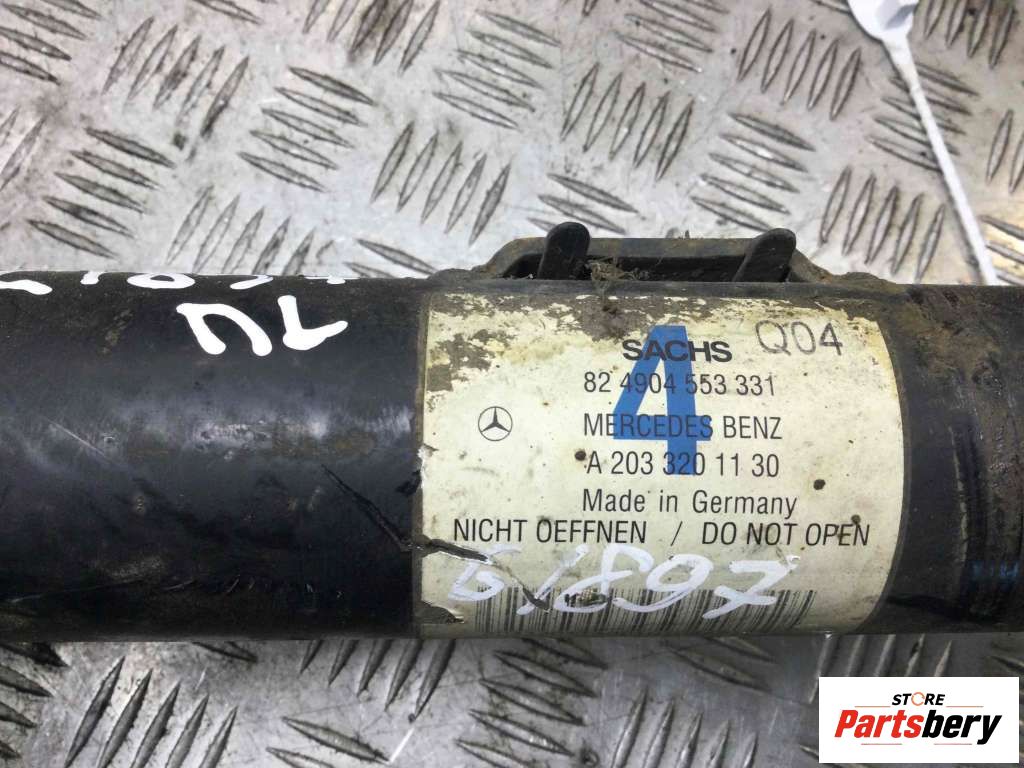 4
SACHS Q04
82 4904 553 331
MERCEDES BENZ
A 203 320 11 30
Made in Germany
NICHT OEFFNEN / DO NOT OPEN
STORE
Partsbery